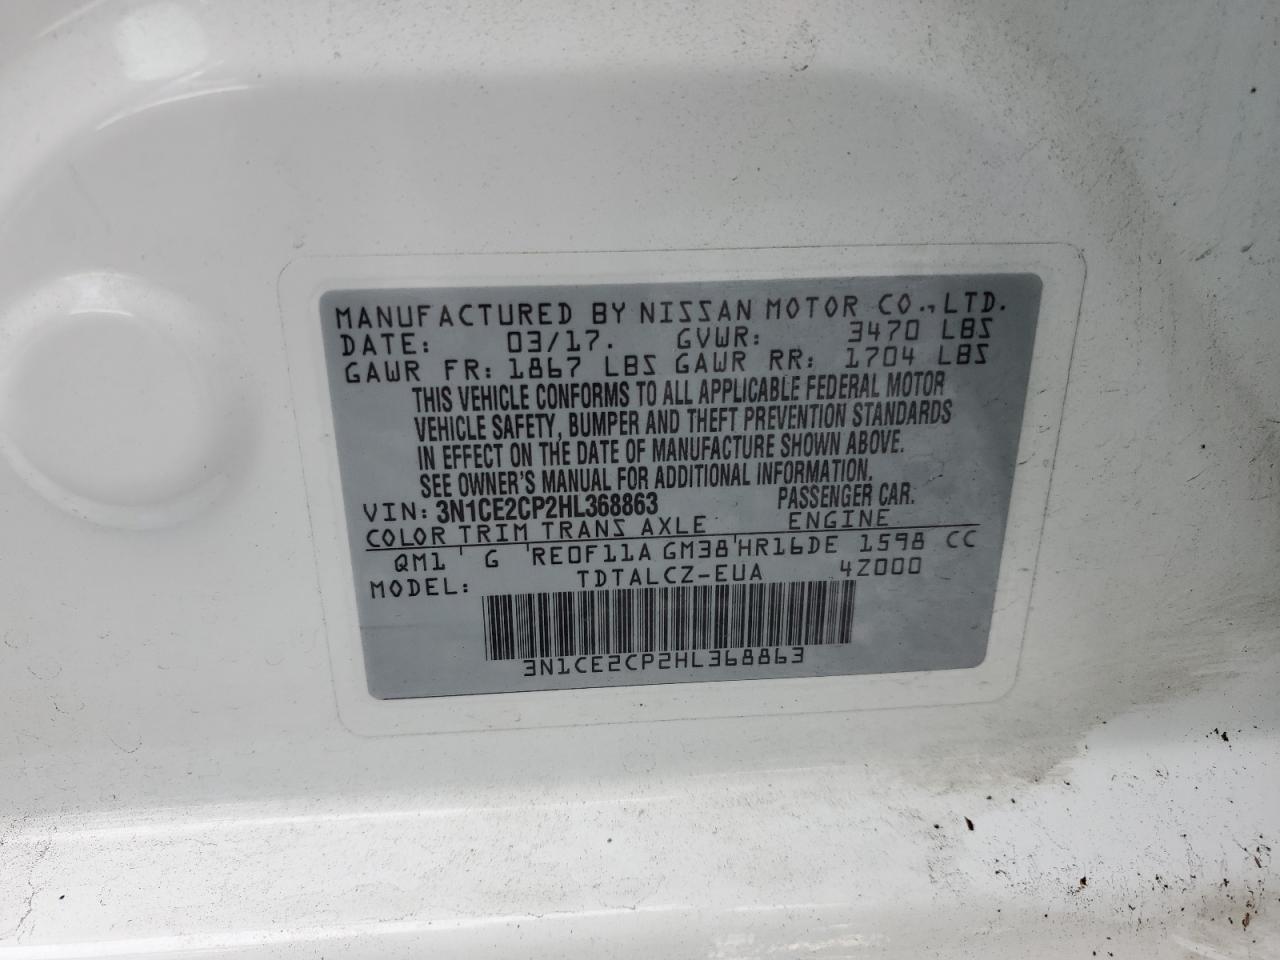 MANUFACTURED BY NISSAN MOTOR CO., LTD.
DATE: 03/17. GVWR: 3470 LBS
GAWR FR: 1867 LBS GAWR RR: 1704 LBS
THIS VEHICLE CONFORMS TO ALL APPLICABLE FEDERAL MOTOR
VEHICLE SAFETY, BUMPER AND THEFT PREVENTION STANDARDS
IN EFFECT ON THE DATE OF MANUFACTURE SHOWN ABOVE.
SEE OWNER'S MANUAL FOR ADDITIONAL INFORMATION.
VIN: 3N1CE2CP2HL368863 PASSENGER CAR.
COLOR TRIM TRANS AXLE ENGINE
QM1 ' G RE0F11A GM38 ' HR16DE 1598 CC
MODEL: TDTALCZ-EUA 4Z000
3N1CE2CP2HL368863